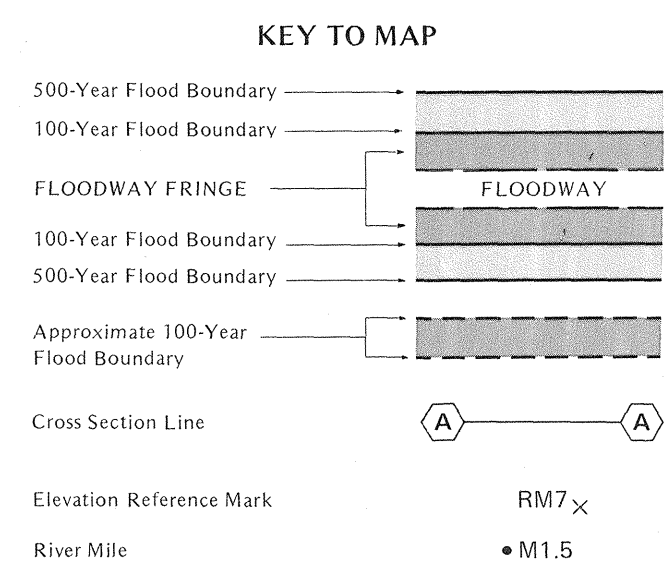 KEY TO MAP
500-Year Flood Boundary
100-Year Flood Boundary
FLOODWAY FRINGE
FLOODWAY
100-Year Flood Boundary
500-Year Flood Boundary
Approximate 100-Year
Flood Boundary
Cross Section Line
A A
Elevation Reference Mark
RM7
River Mile
M1.5